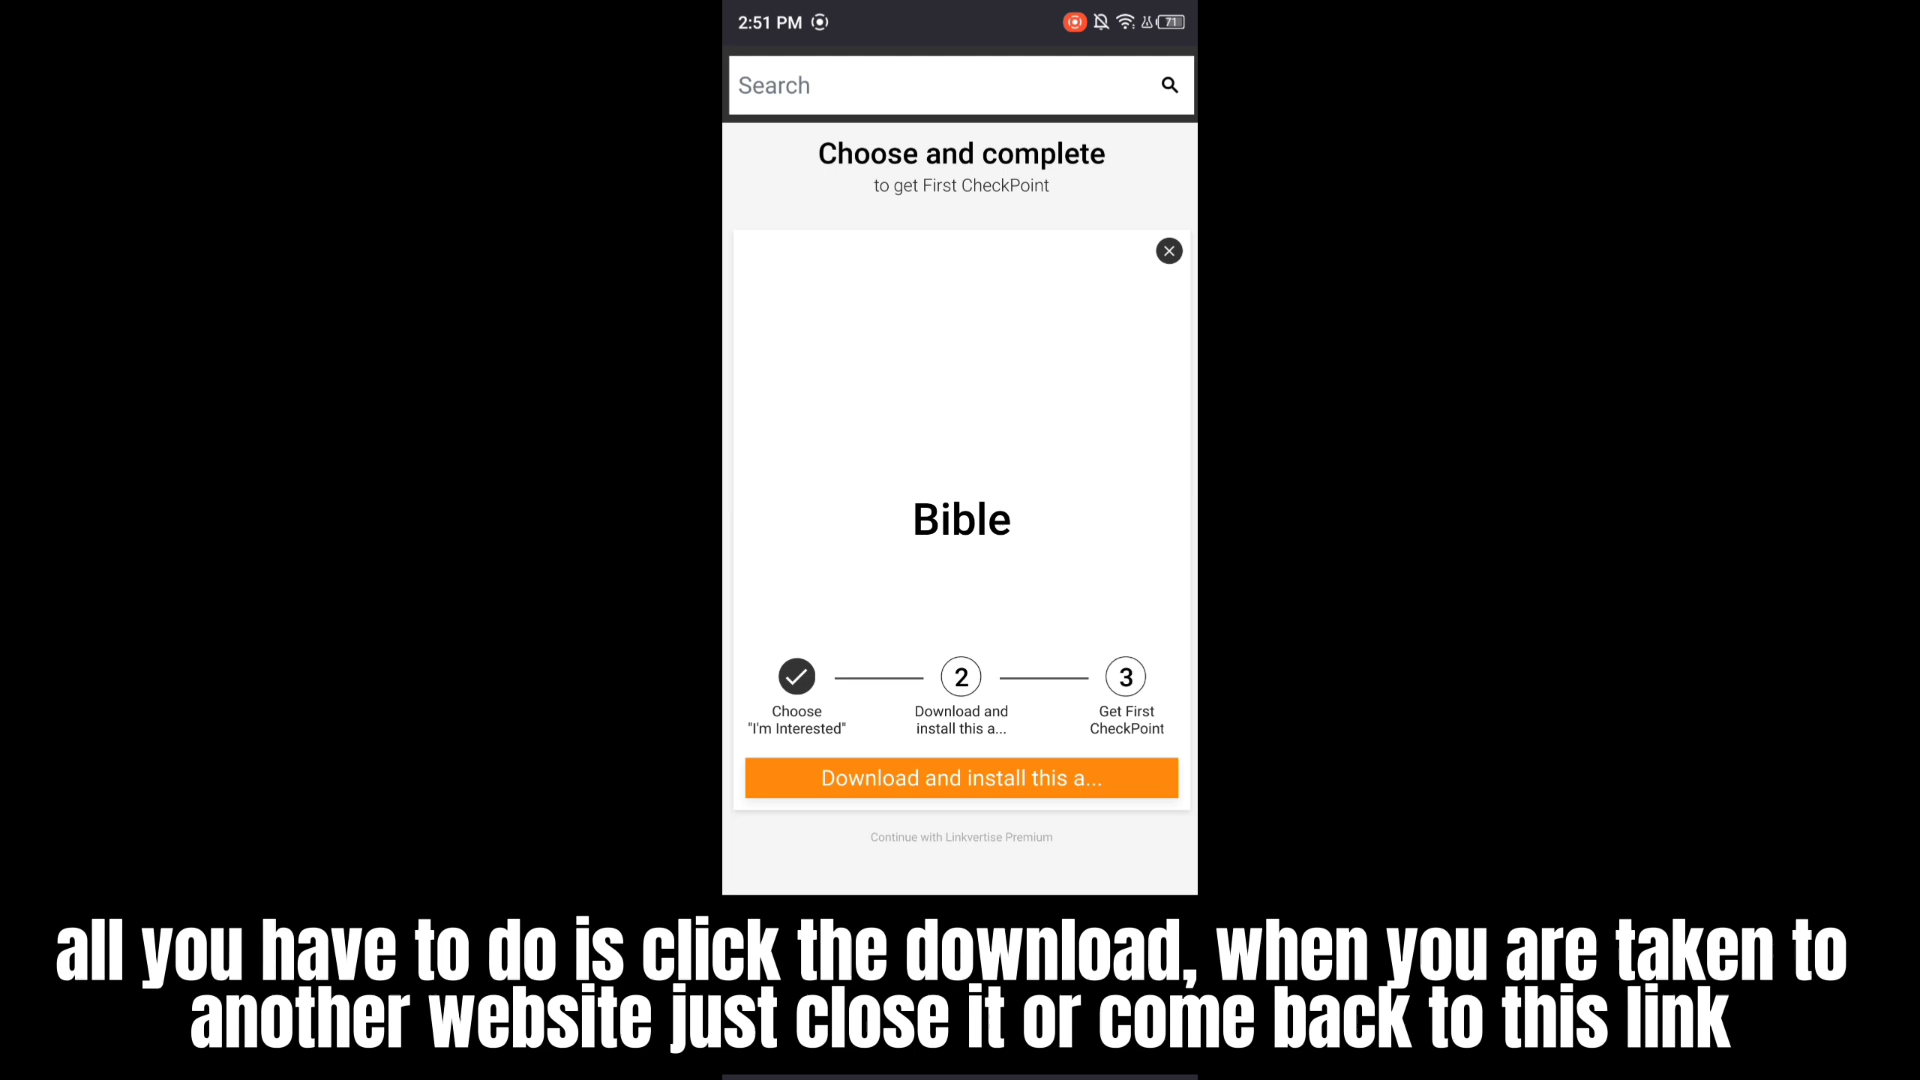 2:51 PM
71
Search
Choose and complete
to get First CheckPoint
Bible
2
3
Choose
"I'm Interested"
Download and
install this a...
Get First
CheckPoint
Download and install this a...
Continue with Linkvertise Premium
all you have to do is click the download, when you are taken to
another website just close it or come back to this link